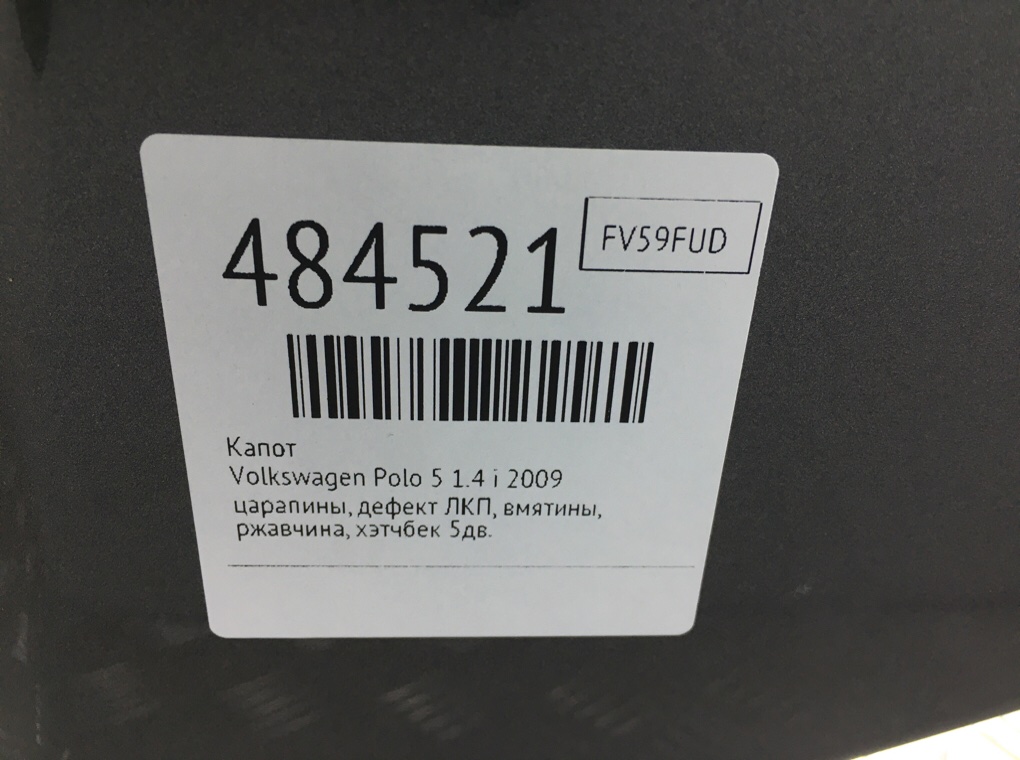 484521
FV59FUD
Капот
Volkswagen Polo 5 1.4 i 2009
царапины, дефект ЛКП, вмятины,
ржавчина, хэтчбек 5дв.